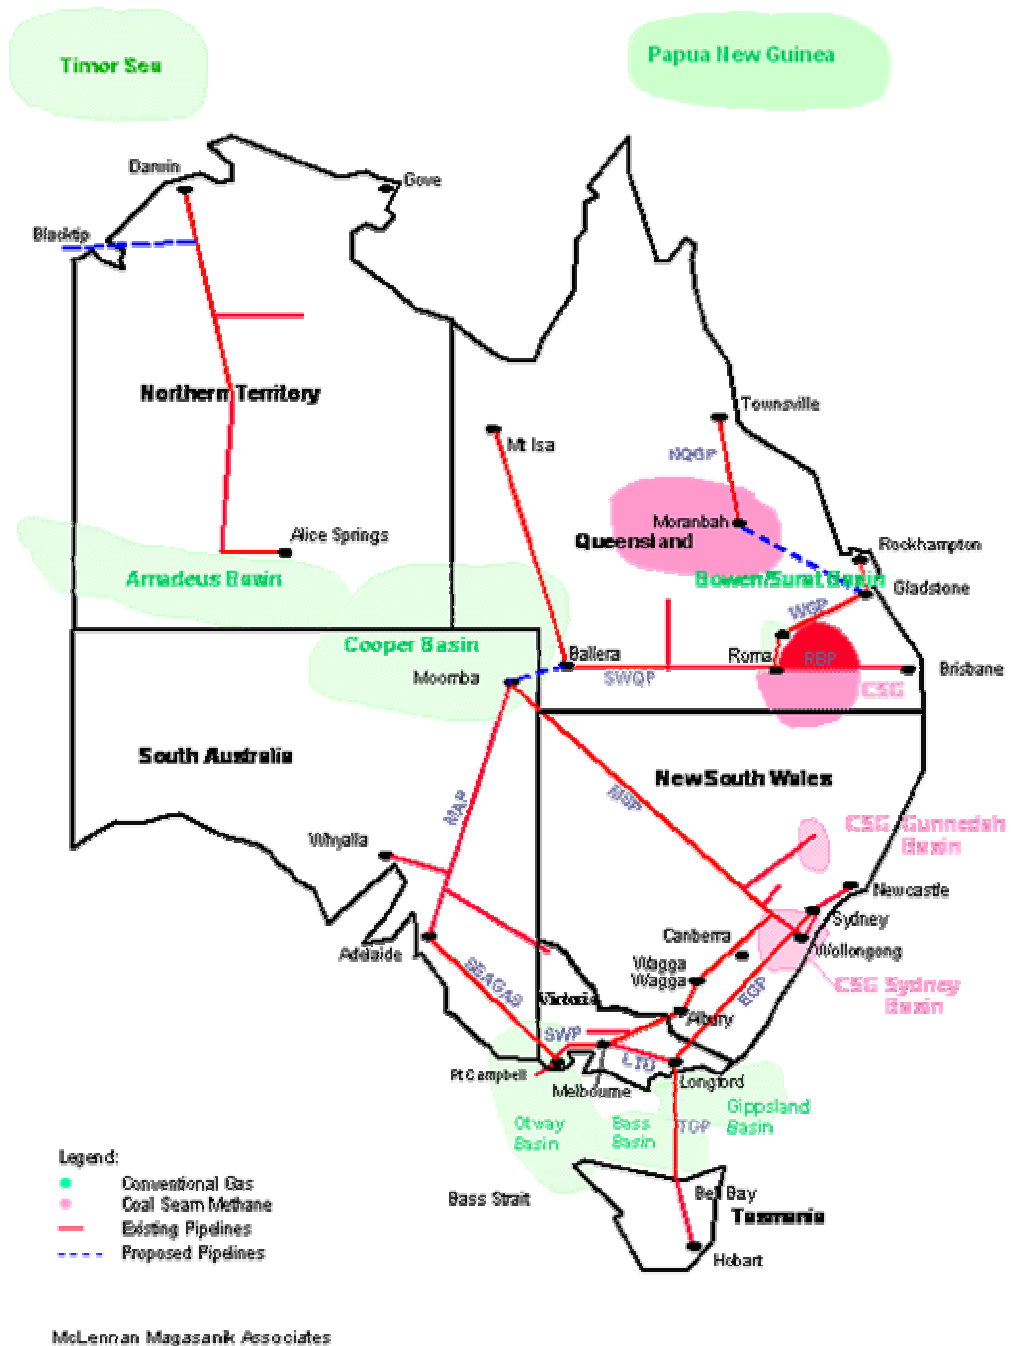 Timor Sea
Papua New Guinea
Darwin
Gove
Blacktip
Northern Territory
Townsville
Mt Isa
NQGP
Moranbah
Queensland
Alice Springs
Rockhampton
Amadeus Basin
Bowen/Surat Basin
Gladstone
WGP
Cooper Basin
Ballera
Roma
RBP
Brisbane
Moomba
SWQP
CSG
South Australia
New South Wales
MAP
MSP
Whyalla
CSG Gunnedah
Basin
Newcastle
Sydney
Adelaide
Canberra
Wollongong
Wagga
Wagga
SEAGAS
EGP
CSG Sydney
Basin
Victoria
Albury
SWP
Pt Campbell
Melbourne
LTD
Longford
Otway
Basin
Bass
Basin
TGP
Gippsland
Basin
Legend:
Conventional Gas
Coal Seam Methane
Existing Pipelines
Proposed Pipelines
Bass Strait
Bell Bay
Tasmania
Hobart
McLennan Magasanik Associates